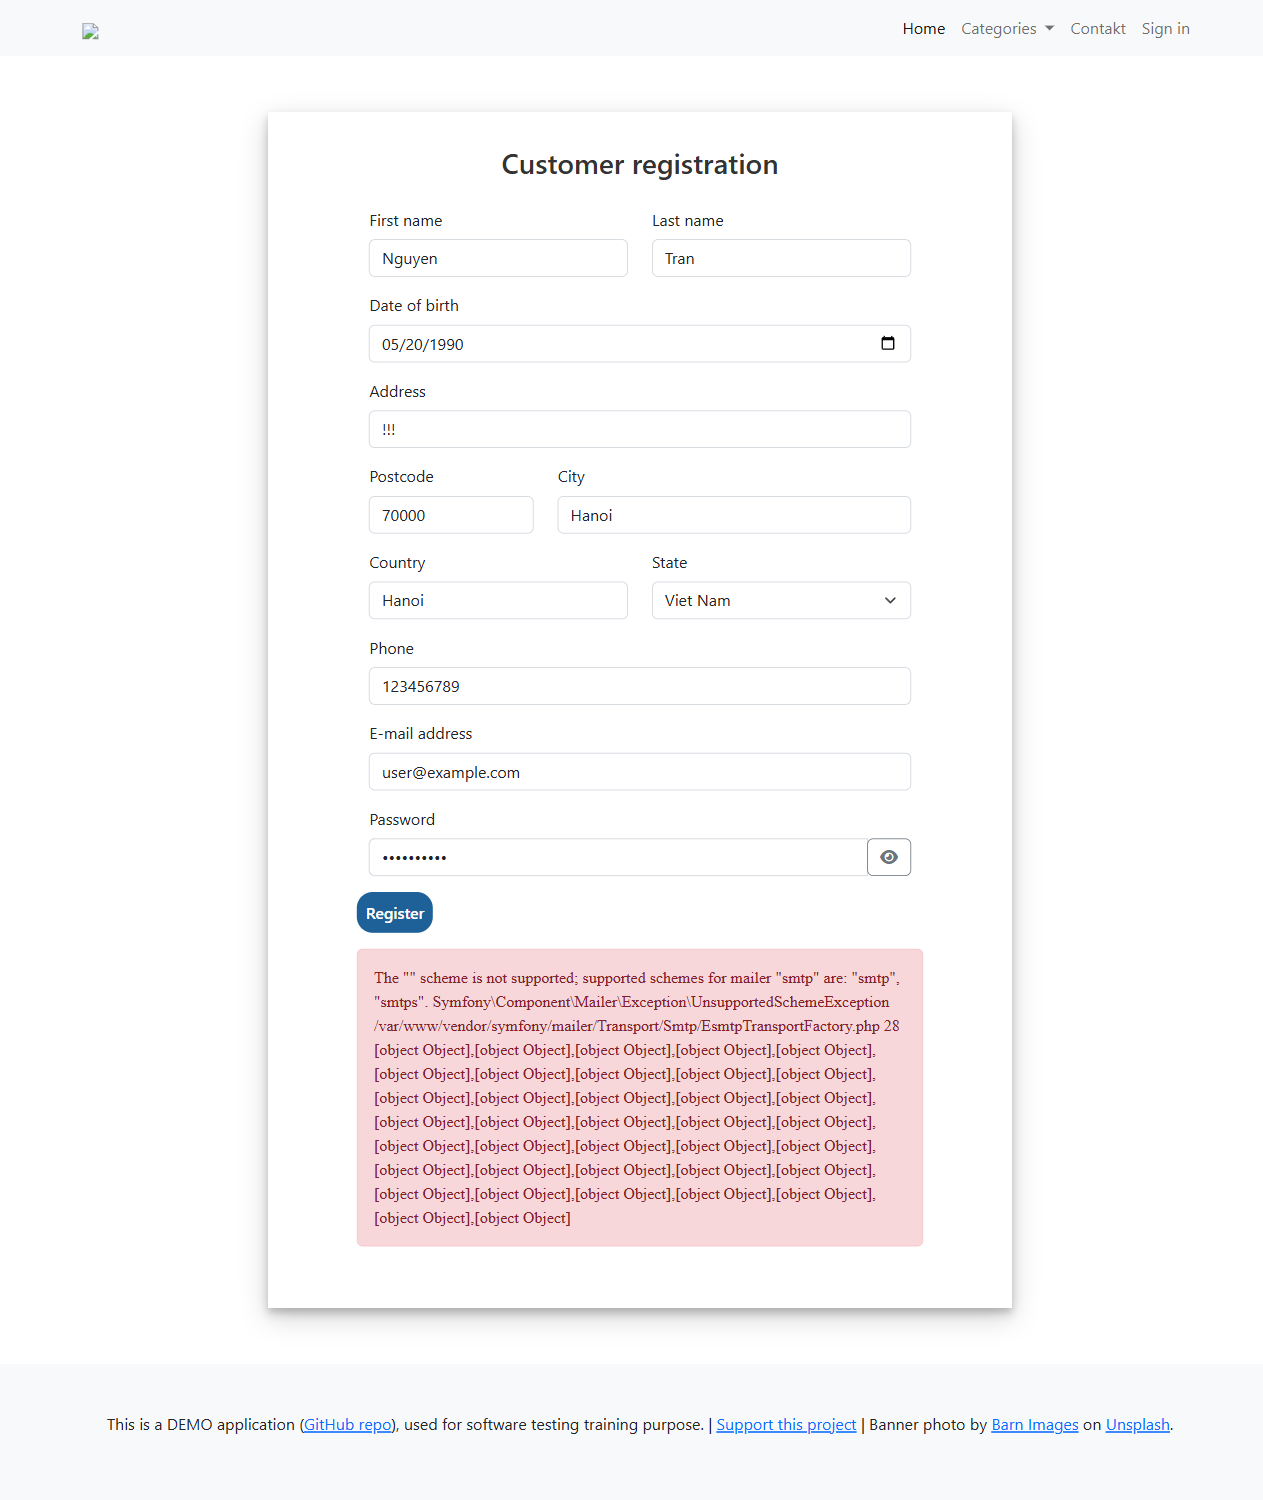 Home Categories Contakt Sign in
Customer registration
First name Last name
Nguyen Tran
Date of birth
05/20/1990
Address
!!!
Postcode City
70000 Hanoi
Country State
Hanoi Viet Nam
Phone
123456789
E-mail address
user@example.com
Password
••••••••••
Register
The "" scheme is not supported; supported schemes for mailer "smtp" are: "smtp",
"smtps". Symfony\Component\Mailer\Exception\UnsupportedSchemeException
/var/www/vendor/symfony/mailer/Transport/Smtp/EsmtpTransportFactory.php 28
[object Object],[object Object],[object Object],[object Object],[object Object],
[object Object],[object Object],[object Object],[object Object],[object Object],
[object Object],[object Object],[object Object],[object Object],[object Object],
[object Object],[object Object],[object Object],[object Object],[object Object],
[object Object],[object Object],[object Object],[object Object],[object Object],
[object Object],[object Object],[object Object],[object Object],[object Object],
[object Object],[object Object],[object Object],[object Object],[object Object],
[object Object],[object Object]
This is a DEMO application (GitHub repo), used for software testing training purpose. | Support this project | Banner photo by Barn Images on Unsplash.